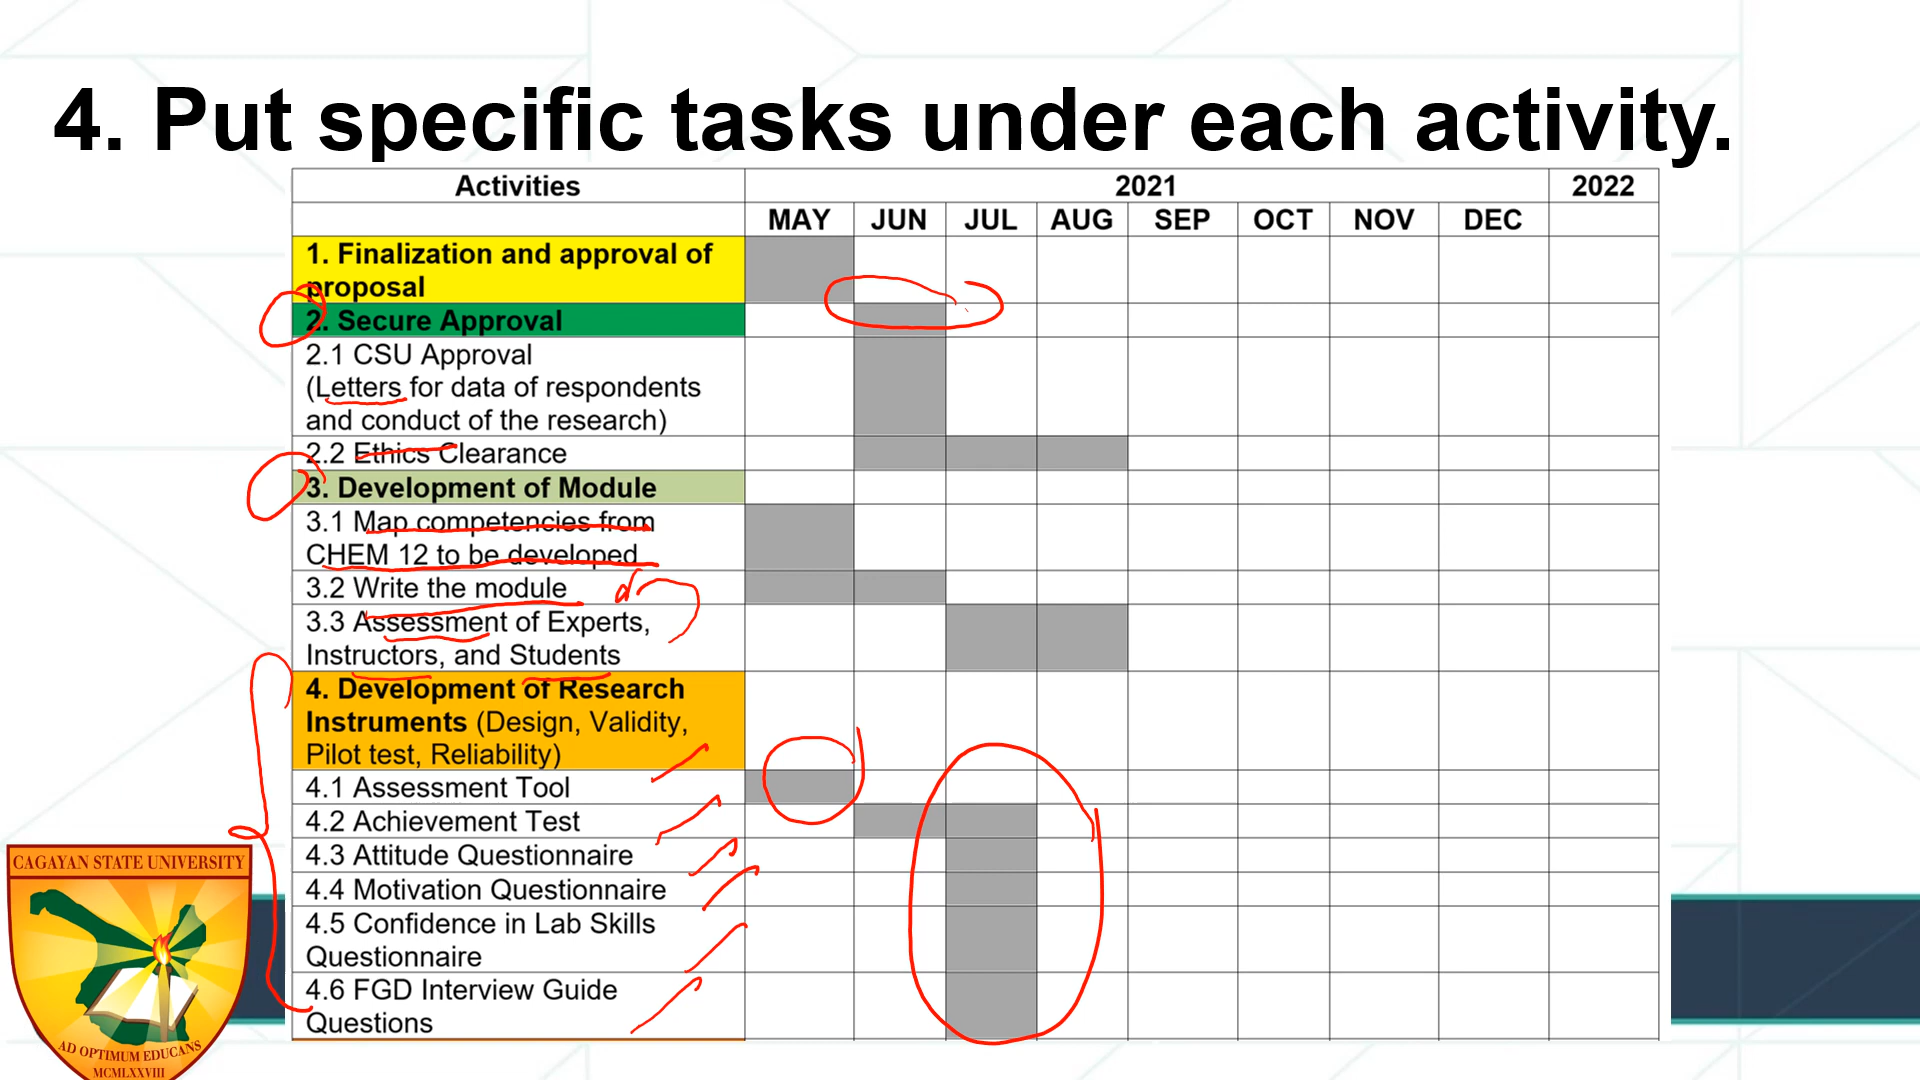 4. Put specific tasks under each activity.
Activities 2021 2022
MAY JUN JUL AUG SEP OCT NOV DEC
1. Finalization and approval of
proposal
2. Secure Approval
2.1 CSU Approval
(Letters for data of respondents
and conduct of the research)
2.2 Ethics Clearance
3. Development of Module
3.1 Map competencies from
CHEM 12 to be developed
3.2 Write the module
3.3 Assessment of Experts,
Instructors, and Students
4. Development of Research
Instruments (Design, Validity,
Pilot test, Reliability)
4.1 Assessment Tool
4.2 Achievement Test
4.3 Attitude Questionnaire
4.4 Motivation Questionnaire
4.5 Confidence in Lab Skills
Questionnaire
4.6 FGD Interview Guide
Questions
CAGAYAN STATE UNIVERSITY
AD OPTIMUM EDUCANS
MCMLXXVIII